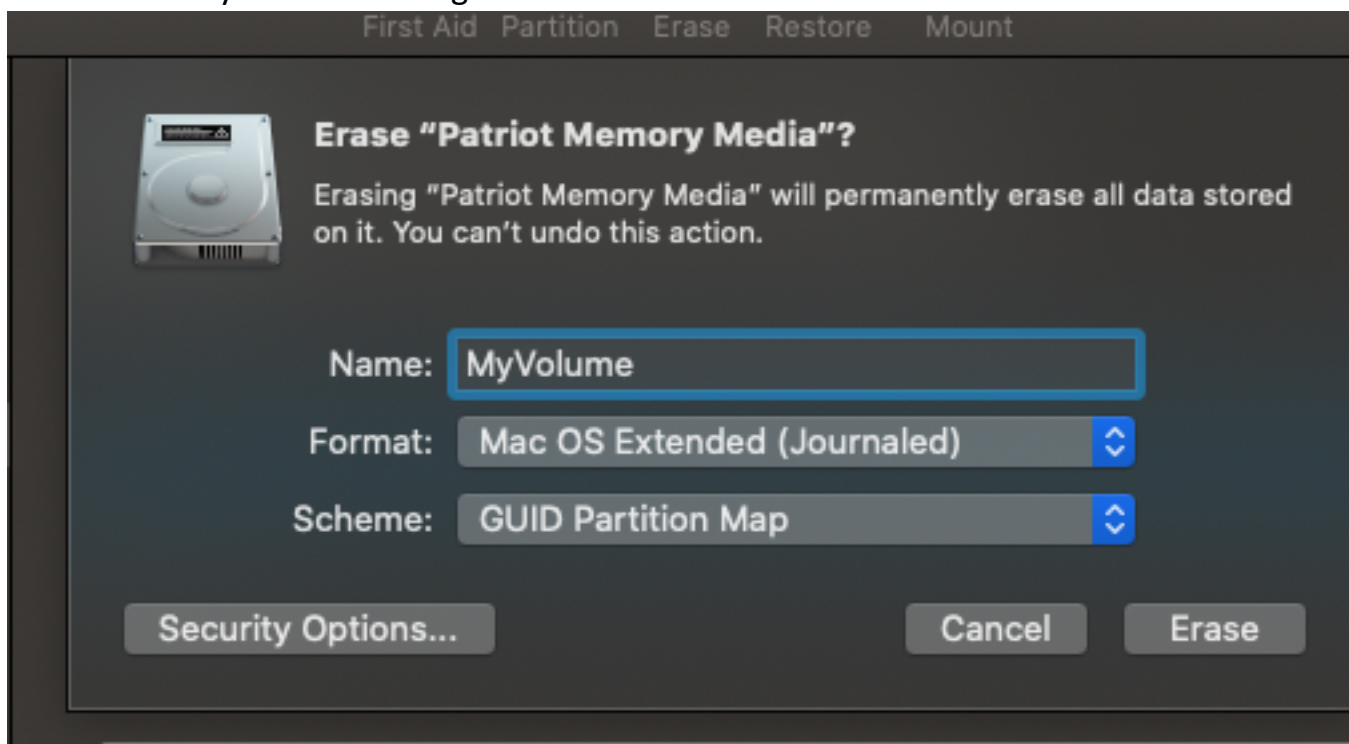 First Aid Partition Erase Restore Mount
Erase “Patriot Memory Media”?
Erasing “Patriot Memory Media” will permanently erase all data stored
on it. You can’t undo this action.
Name: MyVolume
Format: Mac OS Extended (Journaled)
Scheme: GUID Partition Map
Security Options... Cancel Erase